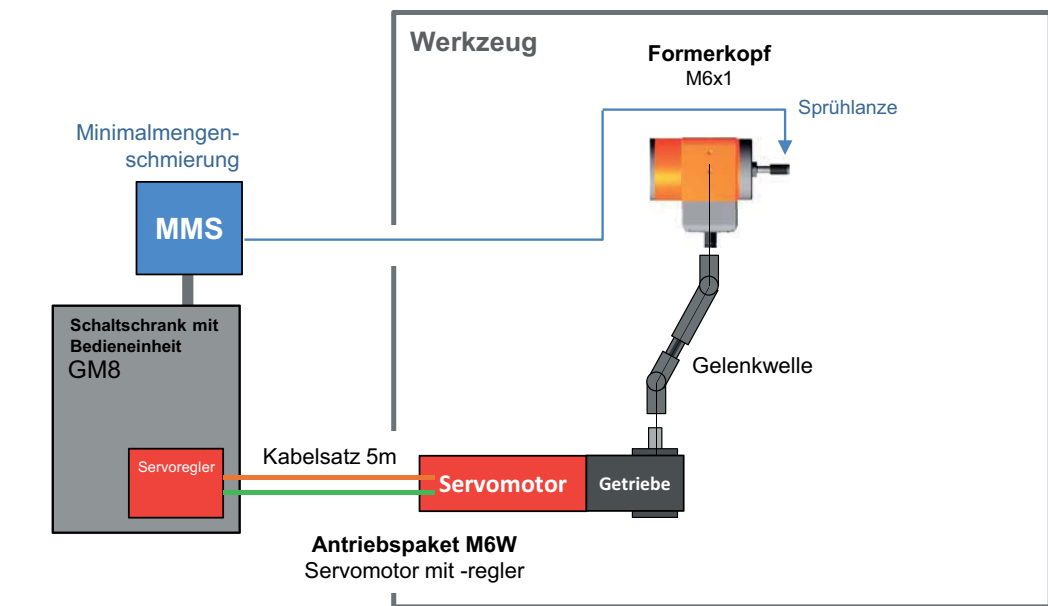 Werkzeug
Formerkopf
M6x1
Sprühlanze
Minimalmengen-
schmierung
MMS
Schaltschrank mit
Bedieneinheit
GM8
Gelenkwelle
Servoregler
Kabelsatz 5m
Servomotor
Getriebe
Antriebspaket M6W
Servomotor mit -regler